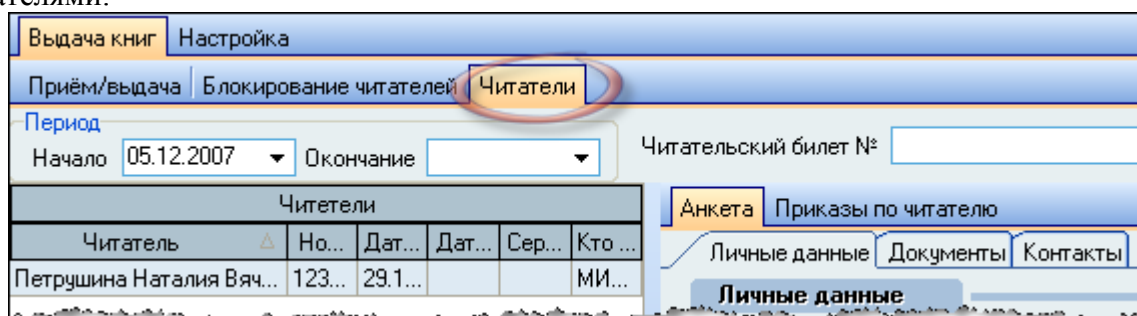 ателями.
Выдача книг Настройка
Приём/выдача Блокирование читателей Читатели
Период
Начало 05.12.2007 Окончание
Читательский билет №
Читетели
Анкета Приказы по читателю
Читатель Но... Дат... Дат... Сер... Кто ...
Личные данные Документы Контакты
Петрушина Наталия Вяч... 123... 29.1... МИ...
Личные данные